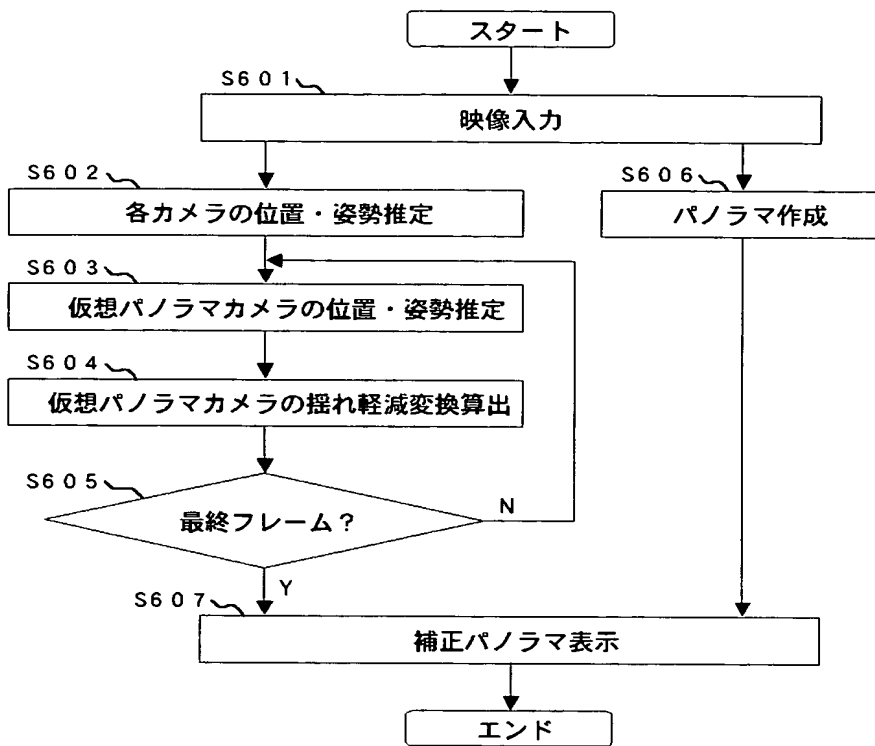 スタート
S601
映像入力
S602
各カメラの位置・姿勢推定
S606
パノラマ作成
S603
仮想パノラマカメラの位置・姿勢推定
S604
仮想パノラマカメラの揺れ軽減変換算出
S605
最終フレーム?
N
Y
S607
補正パノラマ表示
エンド